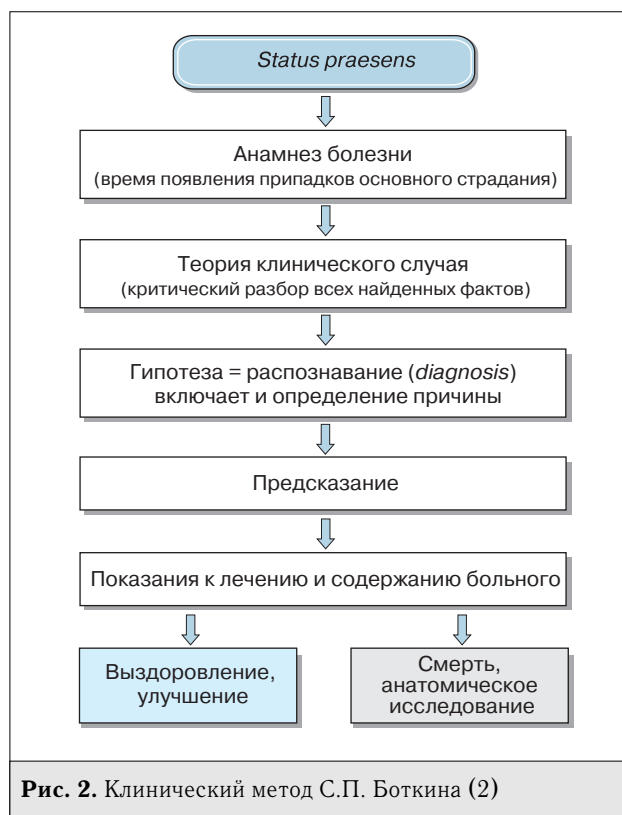 Status praesens
Анамнез болезни
(время появления припадков основного страдания)
Теория клинического случая
(критический разбор всех найденных фактов)
Гипотеза = распознавание (diagnosis)
включает и определение причины
Предсказание
Показания к лечению и содержанию больного
Выздоровление,
улучшение
Смерть,
анатомическое
исследование
Рис. 2. Клинический метод С.П. Боткина (2)